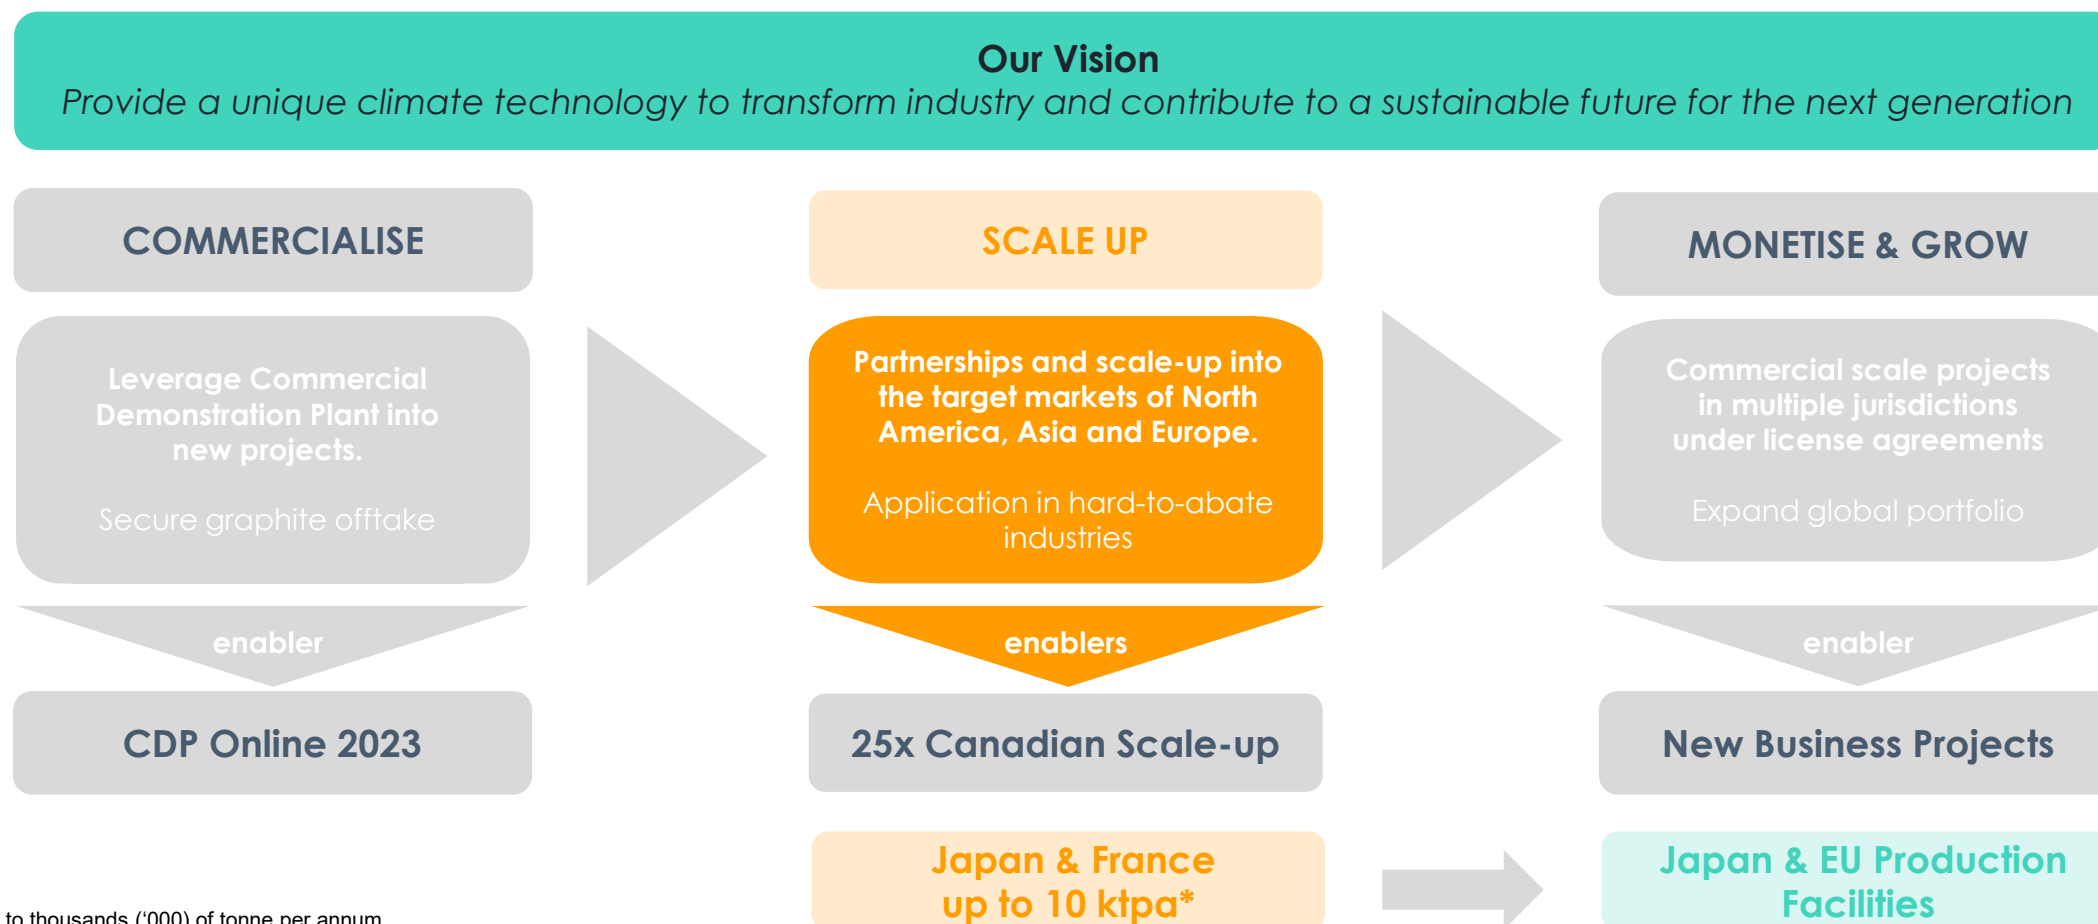 Our Vision
Provide a unique climate technology to transform industry and contribute to a sustainable future for the next generation
COMMERCIALISE
Leverage Commercial
Demonstration Plant into
new projects.
Secure graphite offtake
enabler
CDP Online 2023
SCALE UP
Partnerships and scale-up into
the target markets of North
America, Asia and Europe.
Application in hard-to-abate
industries
enablers
25x Canadian Scale-up
Japan & France
up to 10 ktpa*
MONETISE & GROW
Commercial scale projects
in multiple jurisdictions
under license agreements
Expand global portfolio
enabler
New Business Projects
Japan & EU Production
Facilities
to thousands (‘000) of tonne per annum